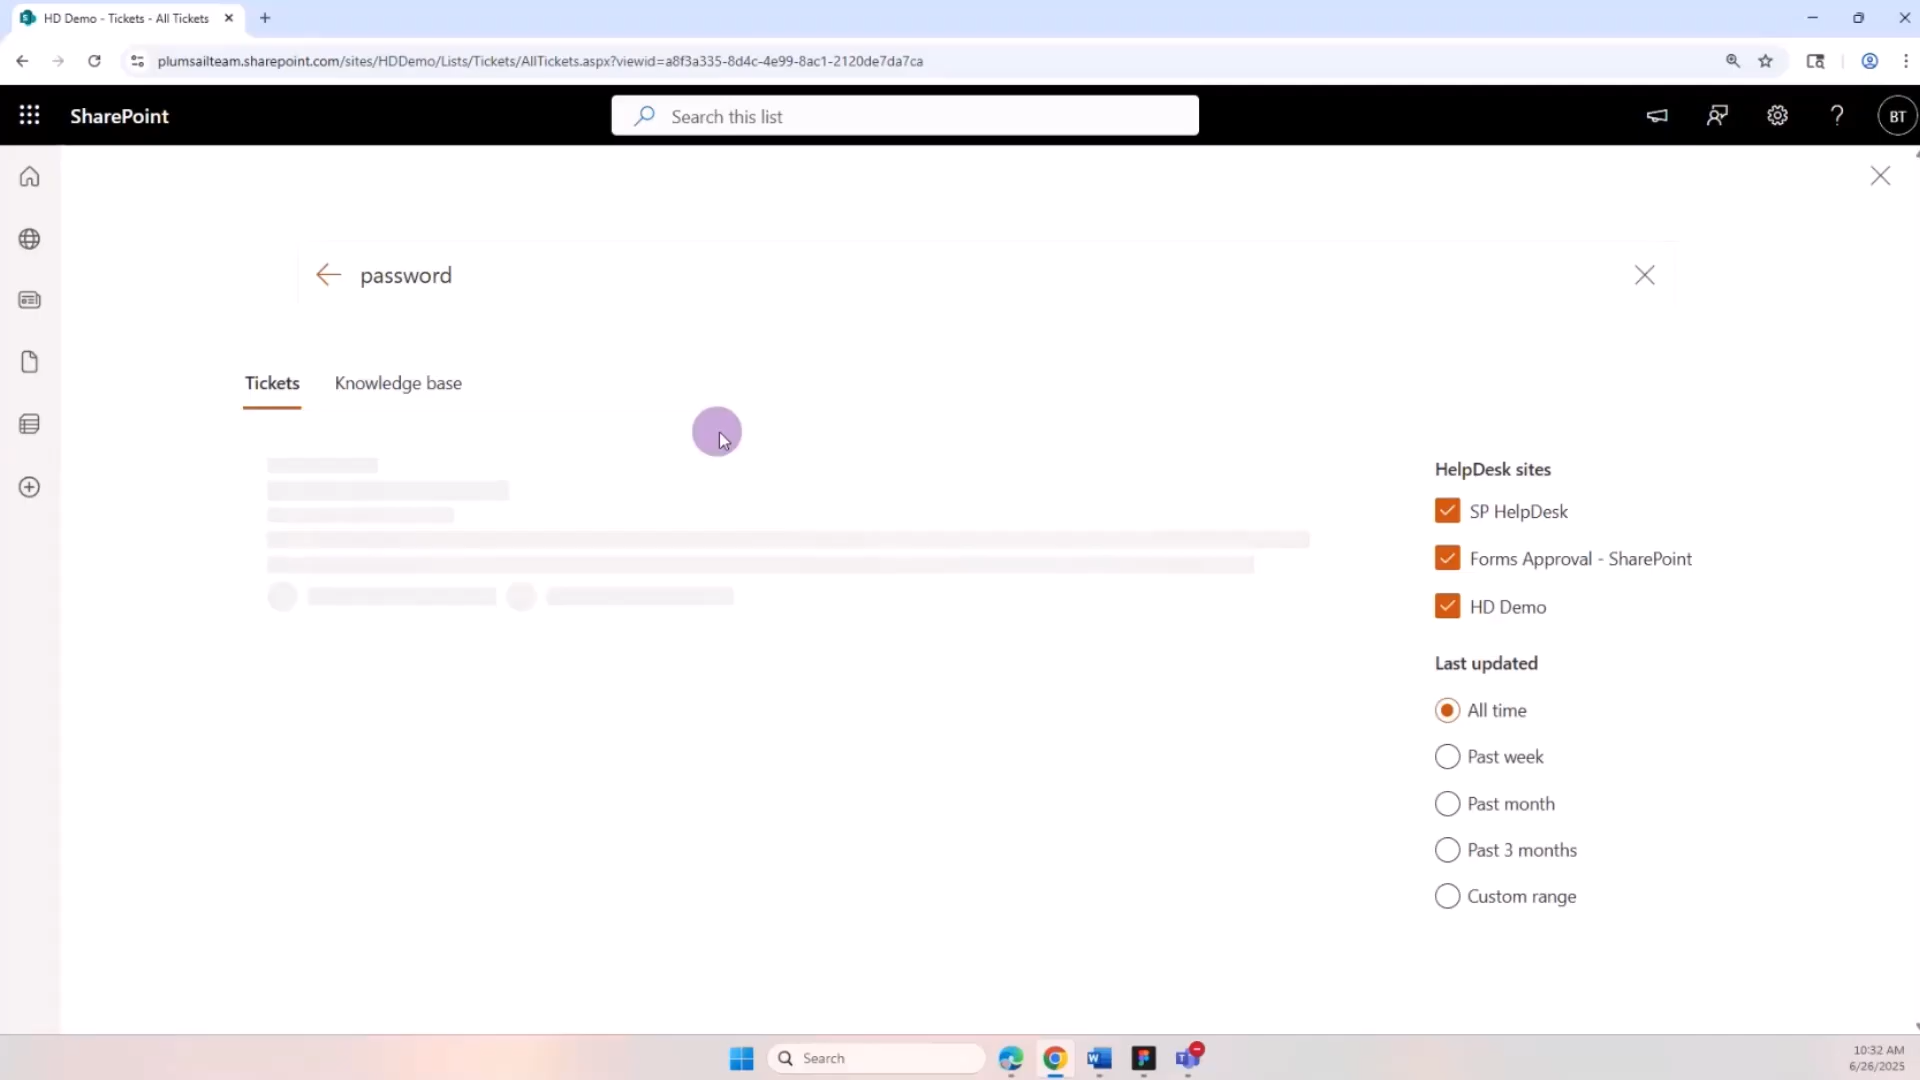 HD Demo - Tickets - All Tickets
plumsailteam.sharepoint.com/sites/HDDemo/Lists/Tickets/AllTickets.aspx?viewid=a8f3a335-8d4c-4e99-8ac1-2120de7da7ca
SharePoint
Search this list
BT
password
Tickets
Knowledge base
HelpDesk sites
SP HelpDesk
Forms Approval - SharePoint
HD Demo
Last updated
All time
Past week
Past month
Past 3 months
Custom range
Search
10:32 AM
6/26/2025